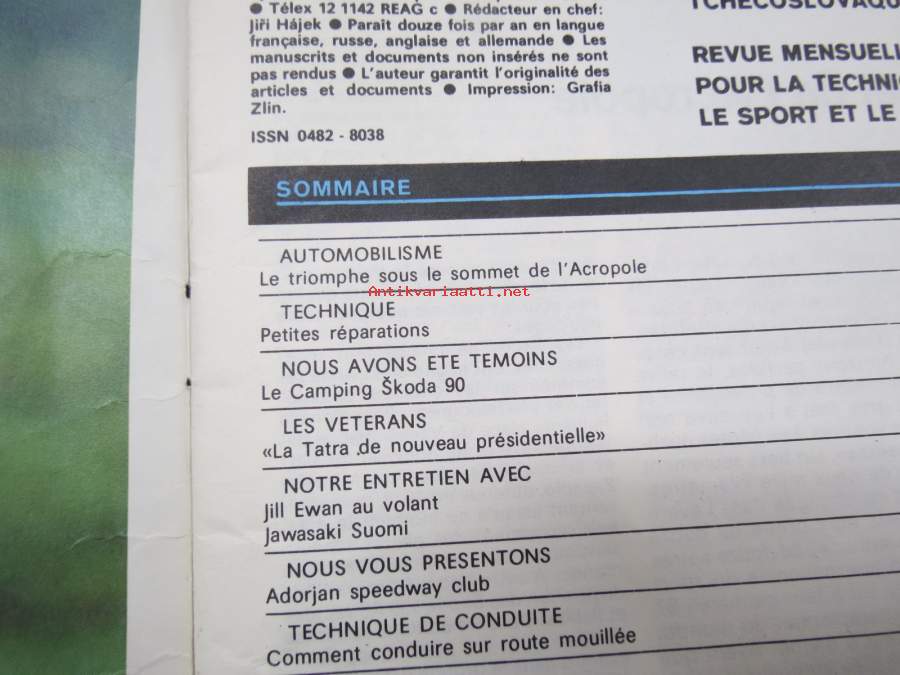 ● Télex 12 1142 REAG c ● Rédacteur en chef:
Jiří Hájek ● Paraît douze fois par an en langue
française, russe, anglaise et allemande ● Les
manuscrits et documents non insérés ne sont
pas rendus ● L'auteur garantit l'originalité des
articles et documents ● Impression: Grafia
Zlin.
ISSN 0482 - 8038
TCHECOSLOVAQU
REVUE MENSUELL
POUR LA TECHNI
LE SPORT ET LE
SOMMAIRE
AUTOMOBILISME
Le triomphe sous le sommet de l'Acropole
Antikvariaatti.net
TECHNIQUE
Petites réparations
NOUS AVONS ETE TEMOINS
Le Camping Škoda 90
LES VETERANS
«La Tatra de nouveau présidentielle»
NOTRE ENTRETIEN AVEC
Jill Ewan au volant
Jawasaki Suomi
NOUS VOUS PRESENTONS
Adorjan speedway club
TECHNIQUE DE CONDUITE
Comment conduire sur route mouillée